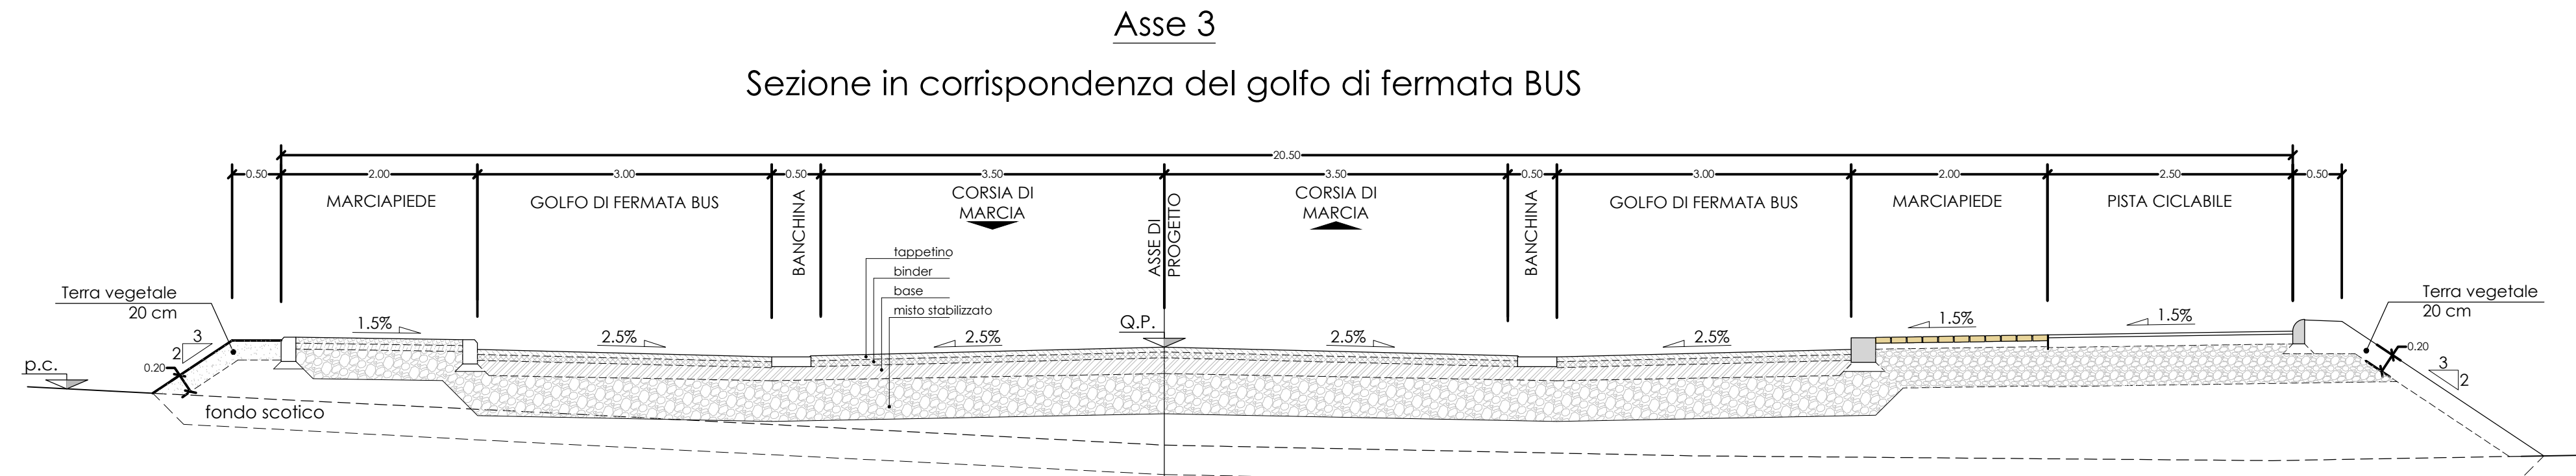 Asse 3
Sezione in corrispondenza del golfo di fermata BUS
20.50
0.50 2.00 3.00 0.50 3.50 3.50 0.50 3.00 2.00 2.50 0.50
MARCIAPIEDE
GOLFO DI FERMATA BUS
BANCHINA
CORSIA DI
MARCIA
ASSE DI
PROGETTO
CORSIA DI
MARCIA
BANCHINA
GOLFO DI FERMATA BUS
MARCIAPIEDE
PISTA CICLABILE
tappetino
binder
base
misto stabilizzato
Terra vegetale
20 cm
Terra vegetale
20 cm
1.5%
2.5%
2.5%
Q.P.
2.5%
2.5%
1.5%
1.5%
3
2
0.20
p.c.
fondo scotico
0.20
3
2